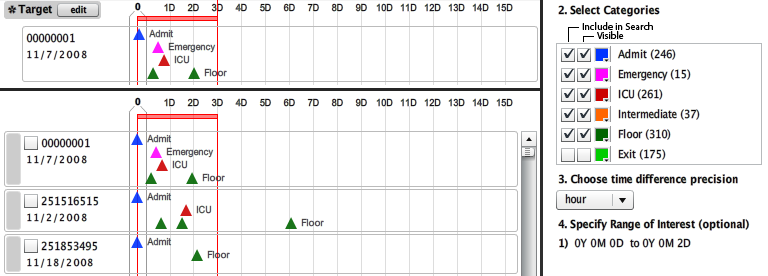 ✻ Target edit
0 1D 2D 3D 4D 5D 6D 7D 8D 9D 10D 11D 12D 13D 14D 15D
00000001
11/7/2008
Admit
Emergency
ICU
Floor
0 1D 2D 3D 4D 5D 6D 7D 8D 9D 10D 11D 12D 13D 14D 15D
00000001
11/7/2008
Admit
Emergency
ICU
Floor
251516515
11/2/2008
Admit
ICU
Floor
251853495
11/18/2008
Admit
Floor
2. Select Categories
Include in Search
Visible
Admit (246)
Emergency (15)
ICU (261)
Intermediate (37)
Floor (310)
Exit (175)
3. Choose time difference precision
hour
4. Specify Range of Interest (optional)
1) 0Y 0M 0D to 0Y 0M 2D